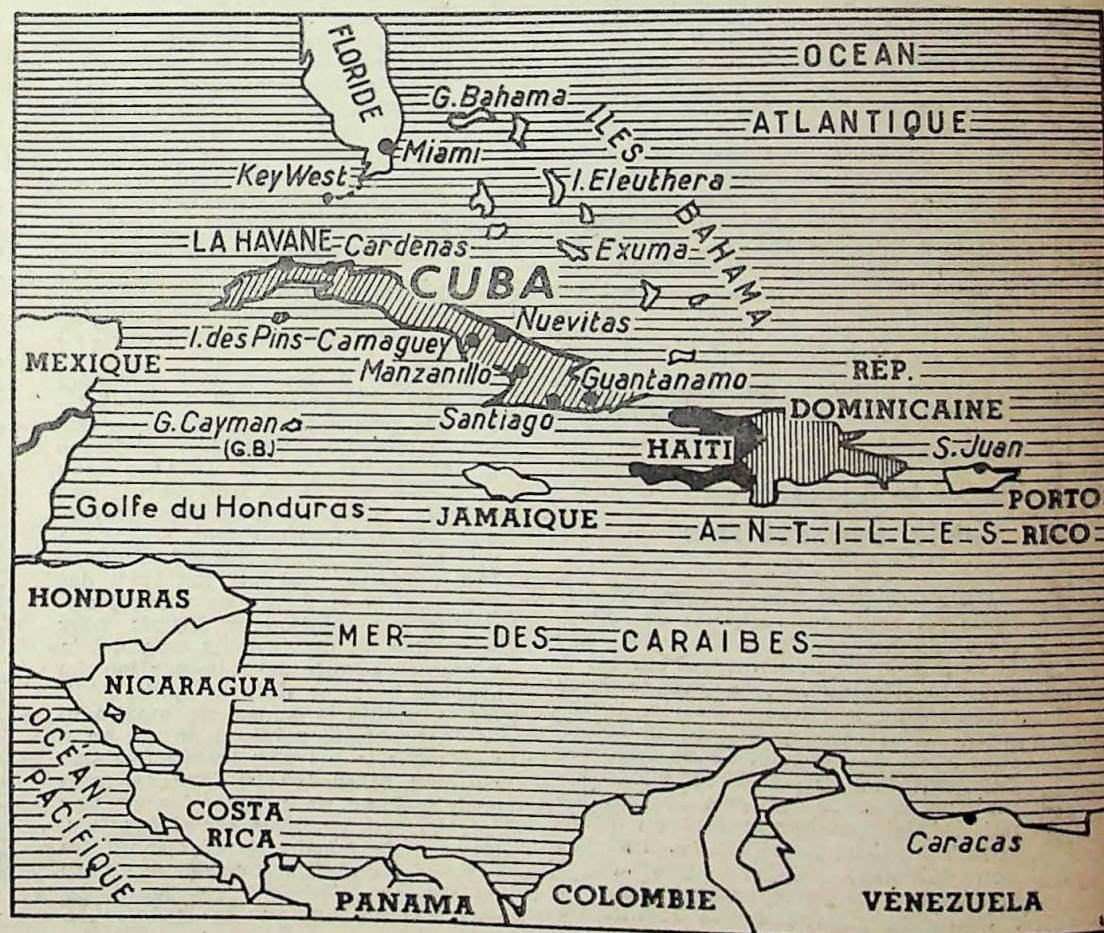 FLORIDE
OCEAN
ATLANTIQUE
G. Bahama
ILES
BAHAMA
Miami
Key West
I. Eleuthera
LA HAVANE
Cardenas
Exuma
CUBA
Nuevitas
I. des Pins
Camaguey
MEXIQUE
Manzanillo
Guantanamo
RÉP.
DOMINICAINE
G. Cayman
(G.B.)
Santiago
HAITI
S. Juan
PORTO
RICO
Golfe du Honduras
JAMAIQUE
ANTILLES
HONDURAS
MER DES CARAÏBES
NICARAGUA
OCEAN
PACIFIQUE
COSTA
RICA
Caracas
PANAMA
COLOMBIE
VENEZUELA